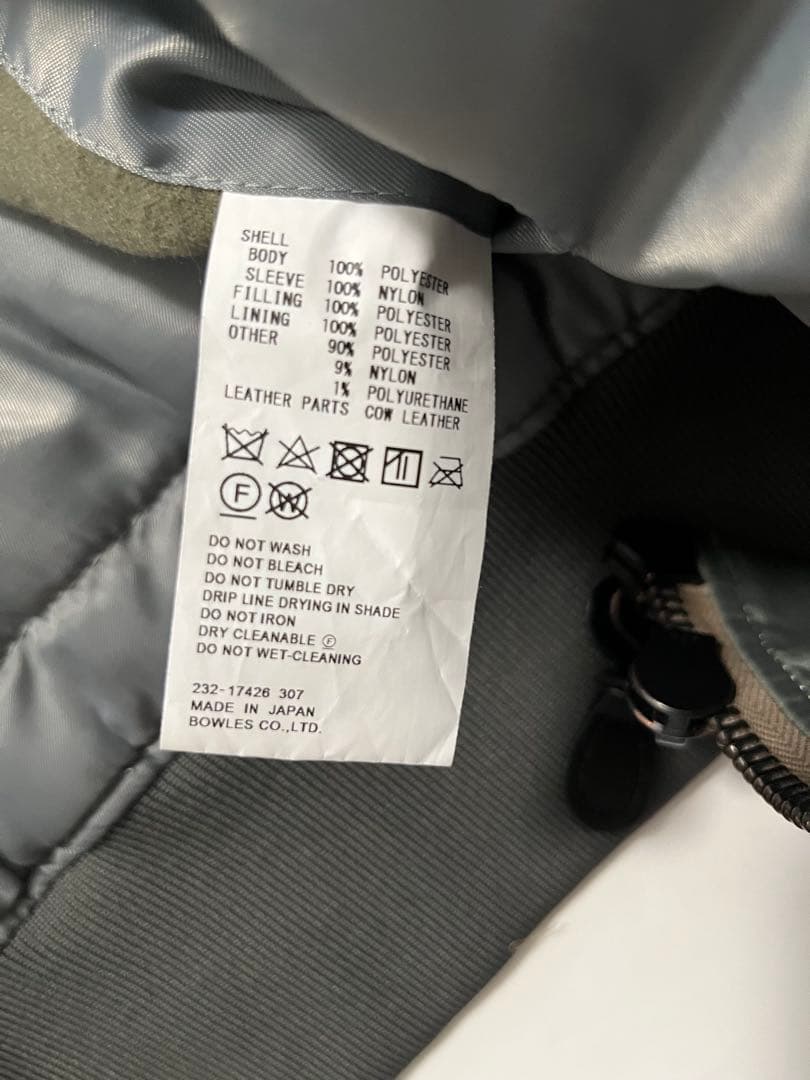 SHELL
BODY 100% POLYESTER
SLEEVE 100% NYLON
FILLING 100% POLYESTER
LINING 100% POLYESTER
OTHER 90% POLYESTER
9% NYLON
1% POLYURETHANE
LEATHER PARTS COW LEATHER
F W
DO NOT WASH
DO NOT BLEACH
DO NOT TUMBLE DRY
DRIP LINE DRYING IN SHADE
DO NOT IRON
DRY CLEANABLE Ⓕ
DO NOT WET-CLEANING
232-17426 307
MADE IN JAPAN
BOWLES CO.,LTD.